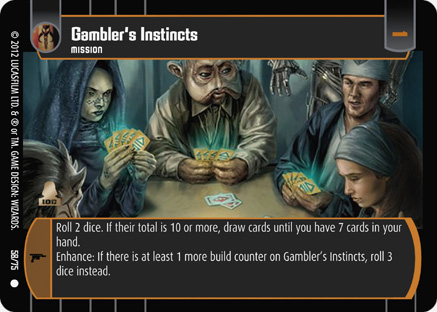 Gambler's Instincts
MISSION
1
© 2012 LUCASFILM LTD. & ® or TM. GAME DESIGN: WIZARDS.
58/75
Roll 2 dice. If their total is 10 or more, draw cards until you have 7 cards in your
hand.
Enhance: If there is at least 1 more build counter on Gambler's Instincts, roll 3
dice instead.